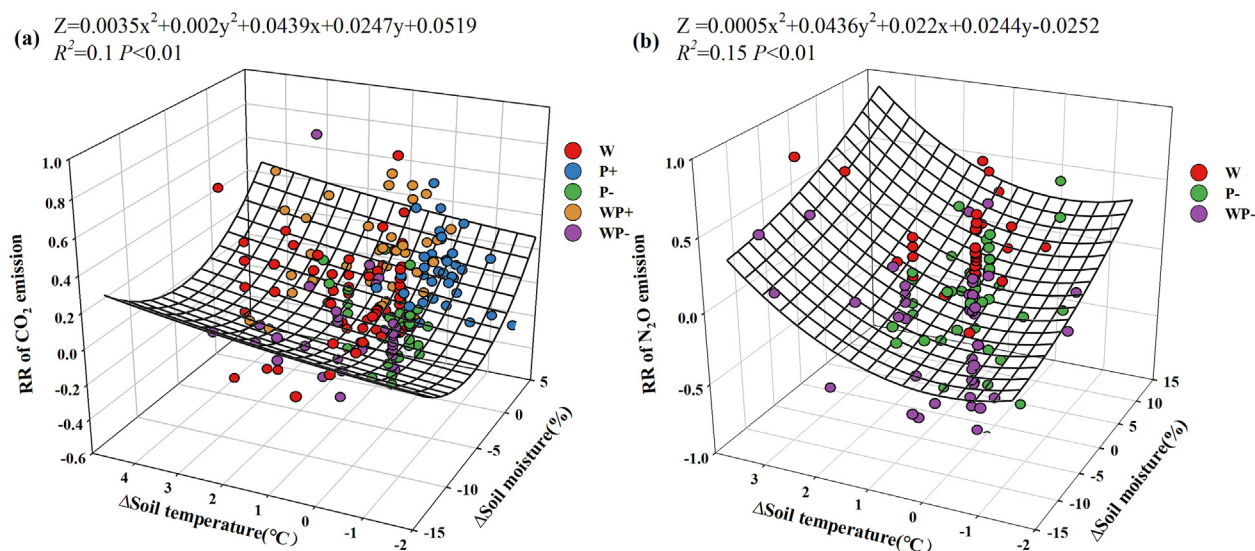 (a) Z=0.0035x²+0.002y²+0.0439x+0.0247y+0.0519
R²=0.1 P<0.01
1.0
0.8
0.6
0.4
0.2
0.0
-0.2
-0.4
-0.6
RR of CO₂ emission
4
3
2
1
0
-1
-2
ΔSoil temperature(°C)
5
0
-5
-10
-15
ΔSoil moisture(%)
W
P+
P-
WP+
WP-
(b) Z =0.0005x²+0.0436y²+0.022x+0.0244y-0.0252
R²=0.15 P<0.01
1.0
0.5
0.0
-0.5
-1.0
RR of N₂O emission
3
2
1
0
-1
-2
ΔSoil temperature(°C)
15
10
5
0
-5
-10
-15
ΔSoil moisture(%)
W
P-
WP-